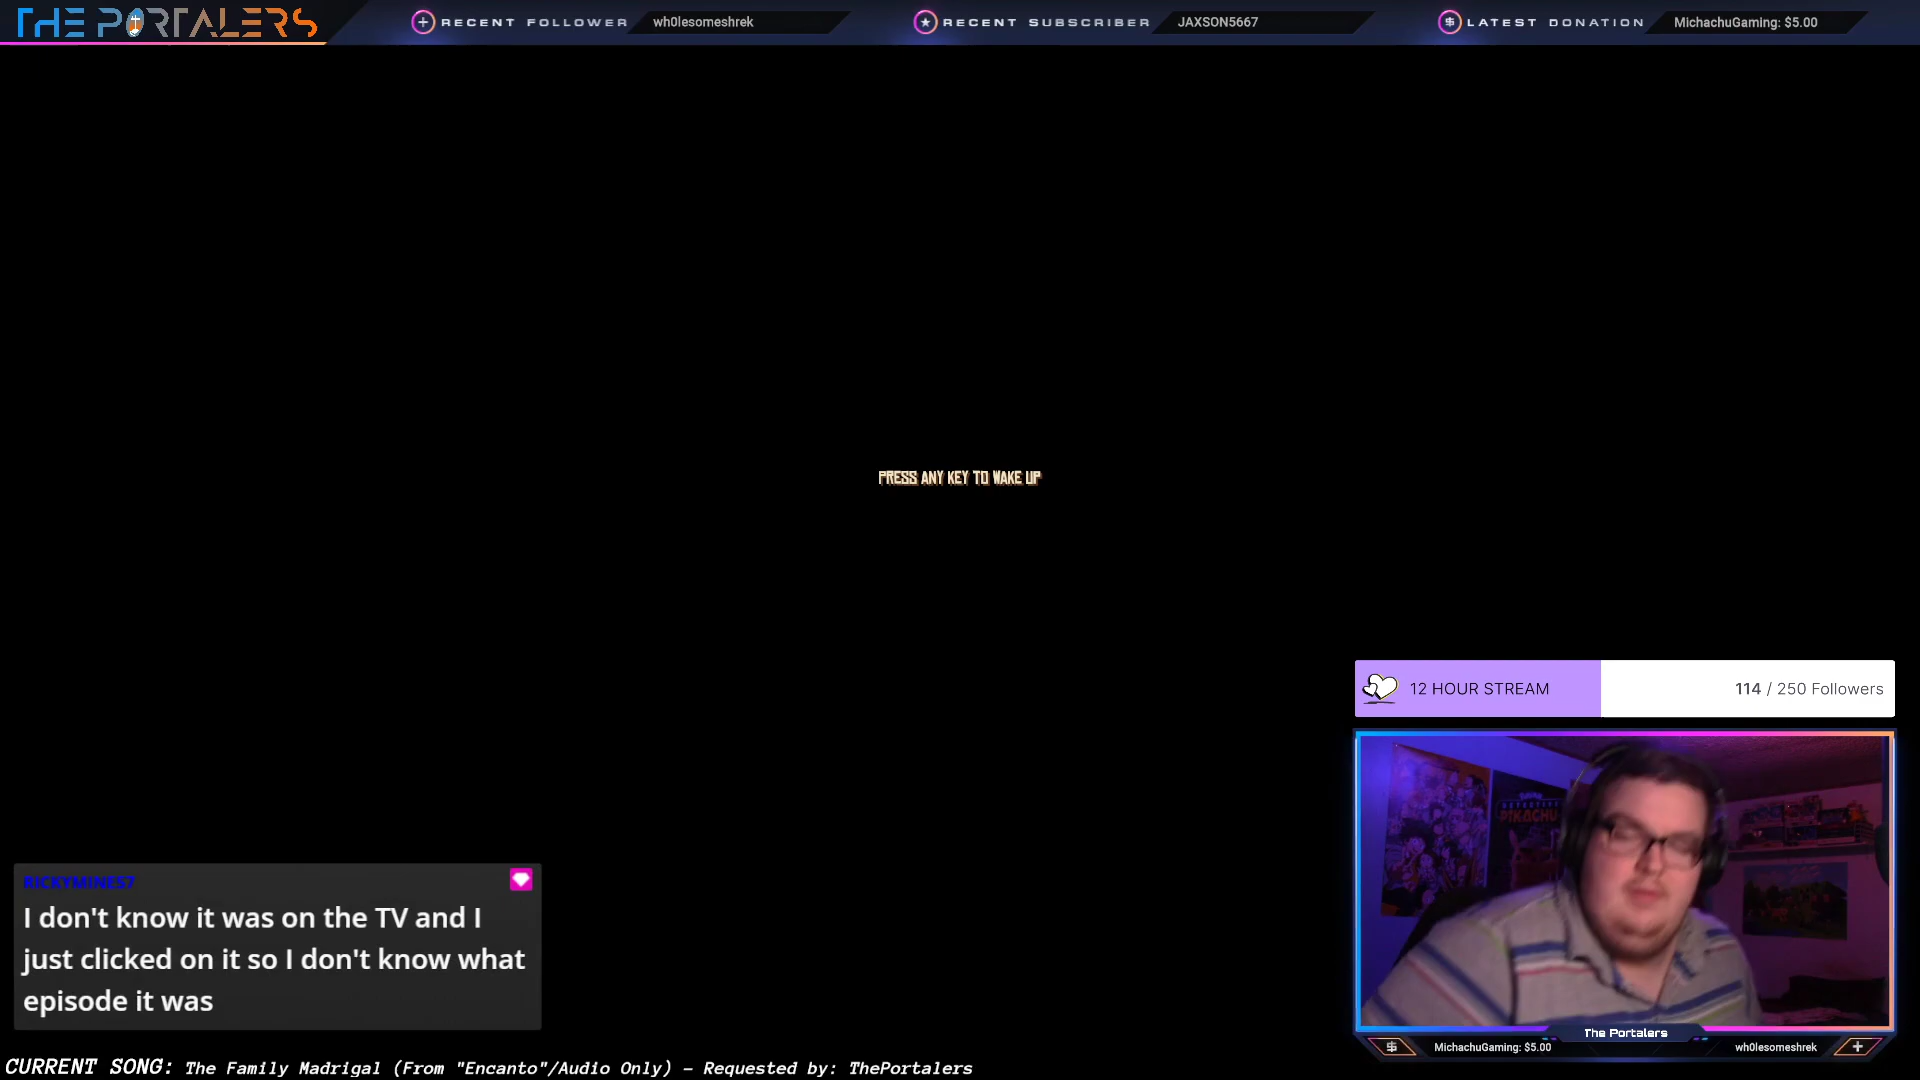 THE PORTALERS
RECENT FOLLOWER wh0lesomeshrek
RECENT SUBSCRIBER JAXSON5667
LATEST DONATION MichachuGaming: $5.00
PRESS ANY KEY TO WAKE UP
12 HOUR STREAM 114 / 250 Followers
DETECTIVE
PIKACHU
RICKYMINES7
I don't know it was on the TV and I
just clicked on it so I don't know what
episode it was
The Portalers
MichachuGaming: $5.00 wh0lesomeshrek
CURRENT SONG: The Family Madrigal (From "Encanto"/Audio Only) - Requested by: ThePortalers